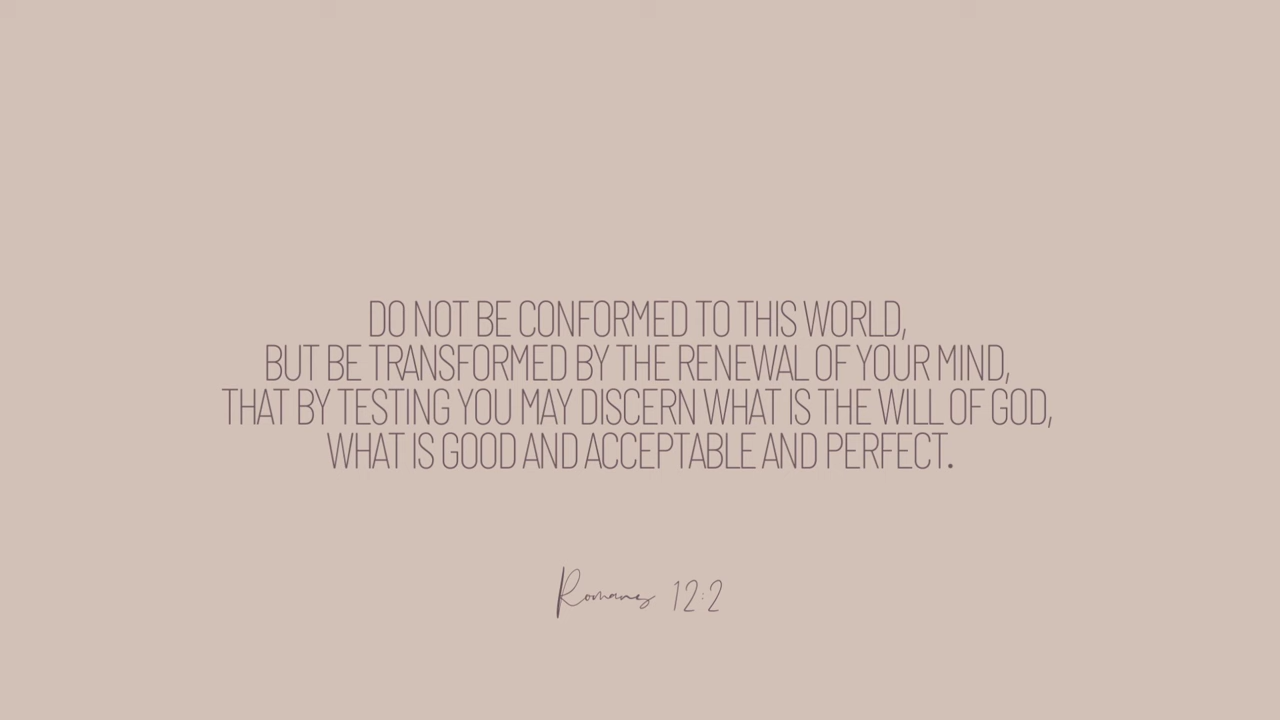 DO NOT BE CONFORMED TO THIS WORLD,
BUT BE TRANSFORMED BY THE RENEWAL OF YOUR MIND,
THAT BY TESTING YOU MAY DISCERN WHAT IS THE WILL OF GOD,
WHAT IS GOOD AND ACCEPTABLE AND PERFECT.
Romans 12:2